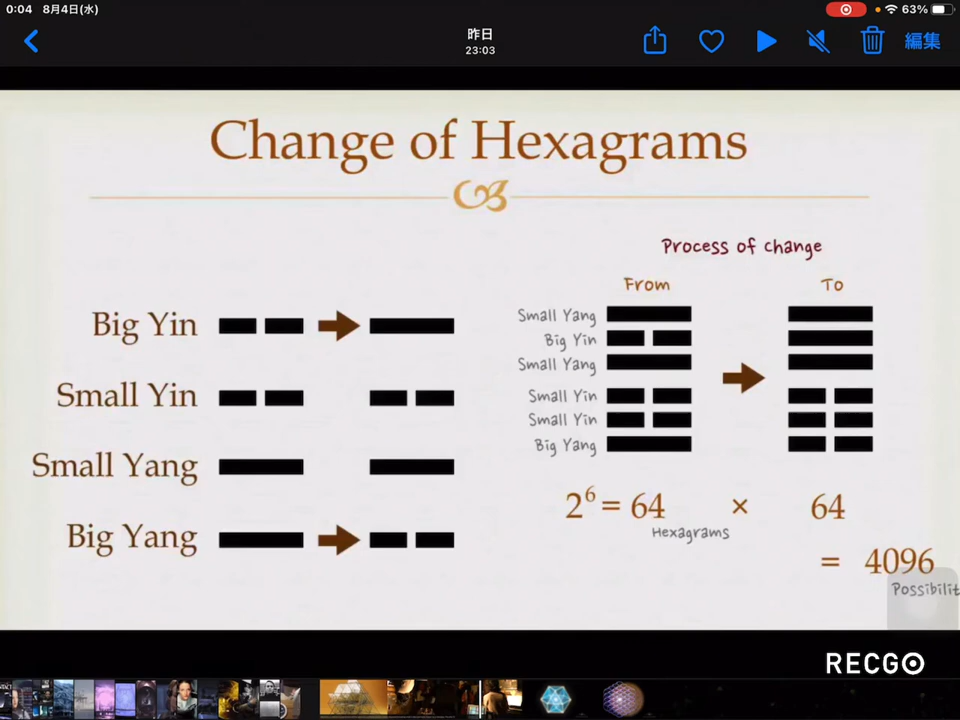 0:04 8月4日(水) 63%
昨日
23:03
編集
Change of Hexagrams
Process of change
From To
Big Yin
Small Yin
Small Yang
Big Yang
Small Yang
Big Yin
Small Yang
Small Yin
Small Yin
Big Yang
2⁶ = 64 × 64
Hexagrams
= 4096
Possibilit
RECGO